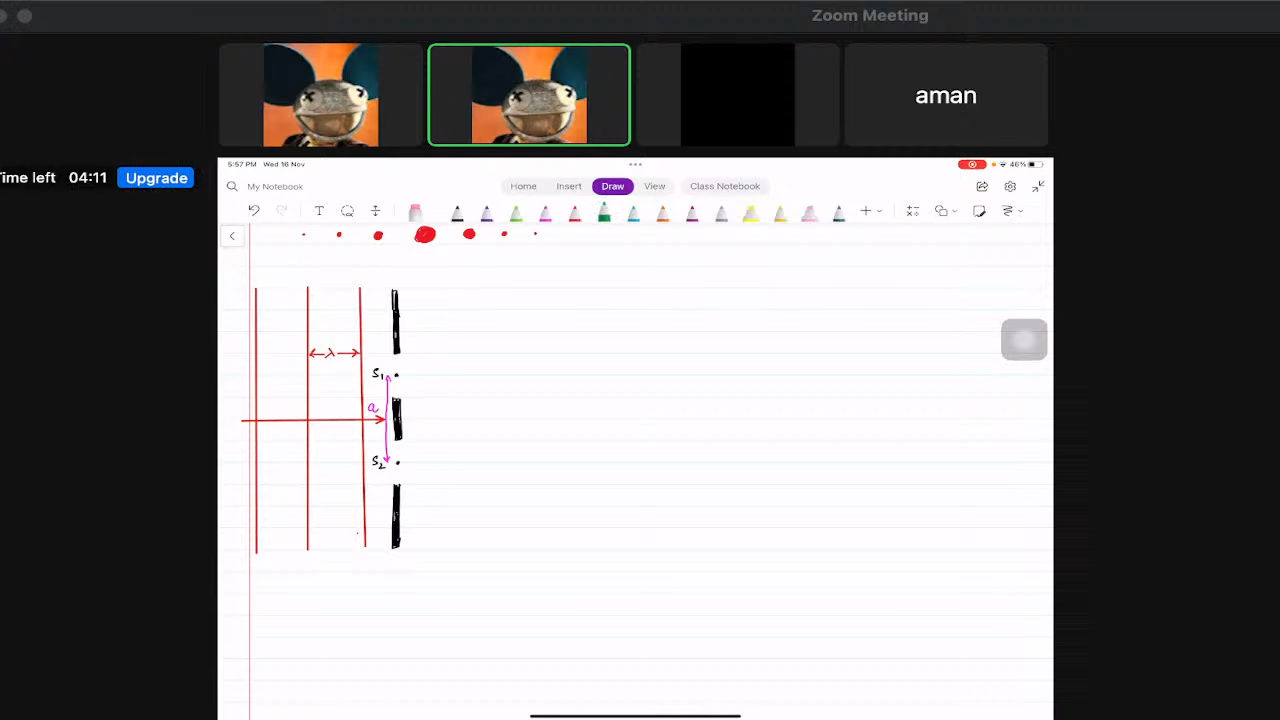 Zoom Meeting
aman
Time left 04:11 Upgrade
5:57 PM Wed 16 Nov
46%
My Notebook
Home Insert Draw View Class Notebook
T
λ
S1
a
S2